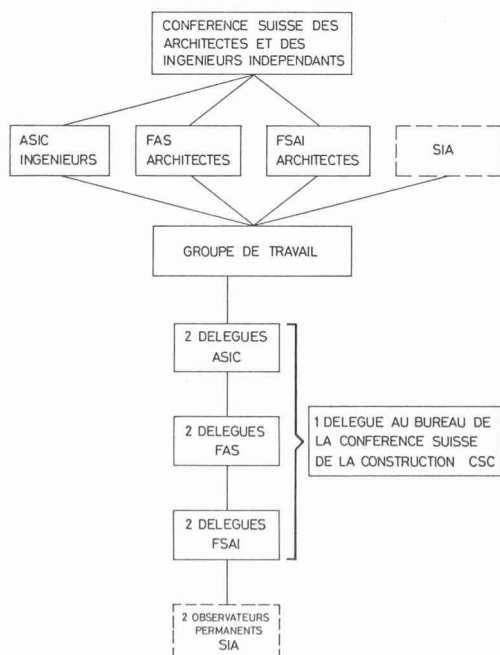 CONFERENCE SUISSE DES
ARCHITECTES ET DES
INGENIEURS INDEPENDANTS
ASIC
INGENIEURS
FAS
ARCHITECTES
FSAI
ARCHITECTES
SIA
GROUPE DE TRAVAIL
2 DELEGUES
ASIC
2 DELEGUES
FAS
2 DELEGUES
FSAI
1 DELEGUE AU BUREAU DE
LA CONFERENCE SUISSE
DE LA CONSTRUCTION CSC
2 OBSERVATEURS
PERMANENTS
SIA